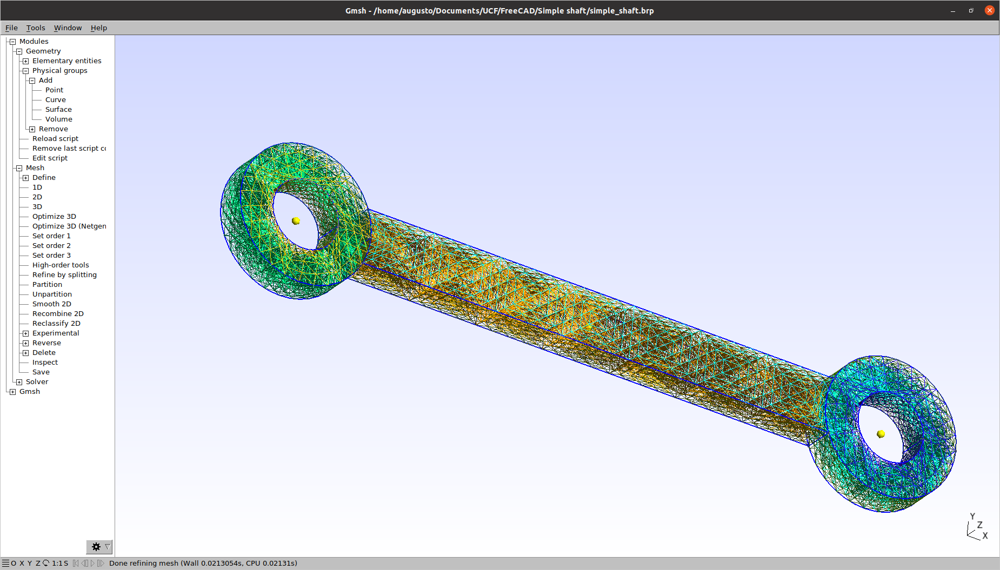 Gmsh - /home/augusto/Documents/UCF/FreeCAD/Simple shaft/simple_shaft.brp
File Tools Window Help
Modules
Geometry
Elementary entities
Physical groups
Add
Point
Curve
Surface
Volume
Remove
Reload script
Remove last script co
Edit script
Mesh
Define
1D
2D
3D
Optimize 3D
Optimize 3D (Netgen
Set order 1
Set order 2
Set order 3
High-order tools
Refine by splitting
Partition
Unpartition
Smooth 2D
Recombine 2D
Reclassify 2D
Experimental
Reverse
Delete
Inspect
Save
Solver
Gmsh
Y
Z
X
O X Y Z 1:1 S Done refining mesh (Wall 0.0213054s, CPU 0.02131s)